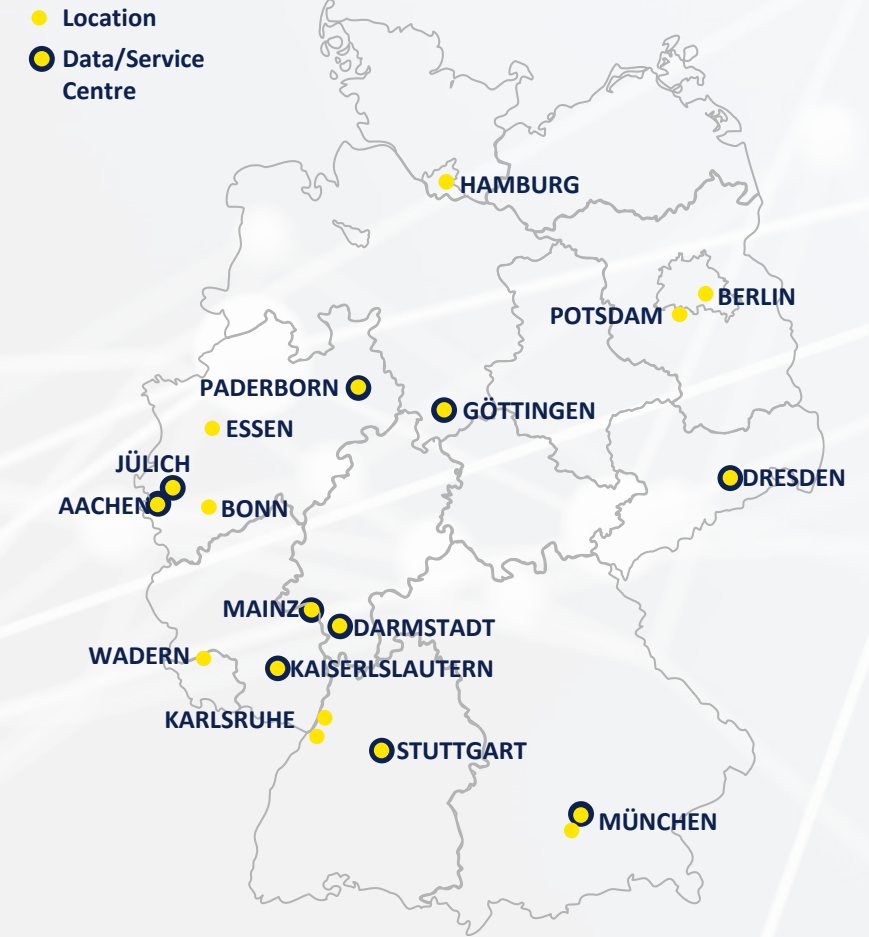 Location
Data/Service
Centre
HAMBURG
BERLIN
POTSDAM
PADERBORN
GÖTTINGEN
ESSEN
JÜLICH
DRESDEN
AACHEN
BONN
MAINZ
DARMSTADT
WADERN
KAISERLSLAUTERN
KARLSRUHE
STUTTGART
MÜNCHEN